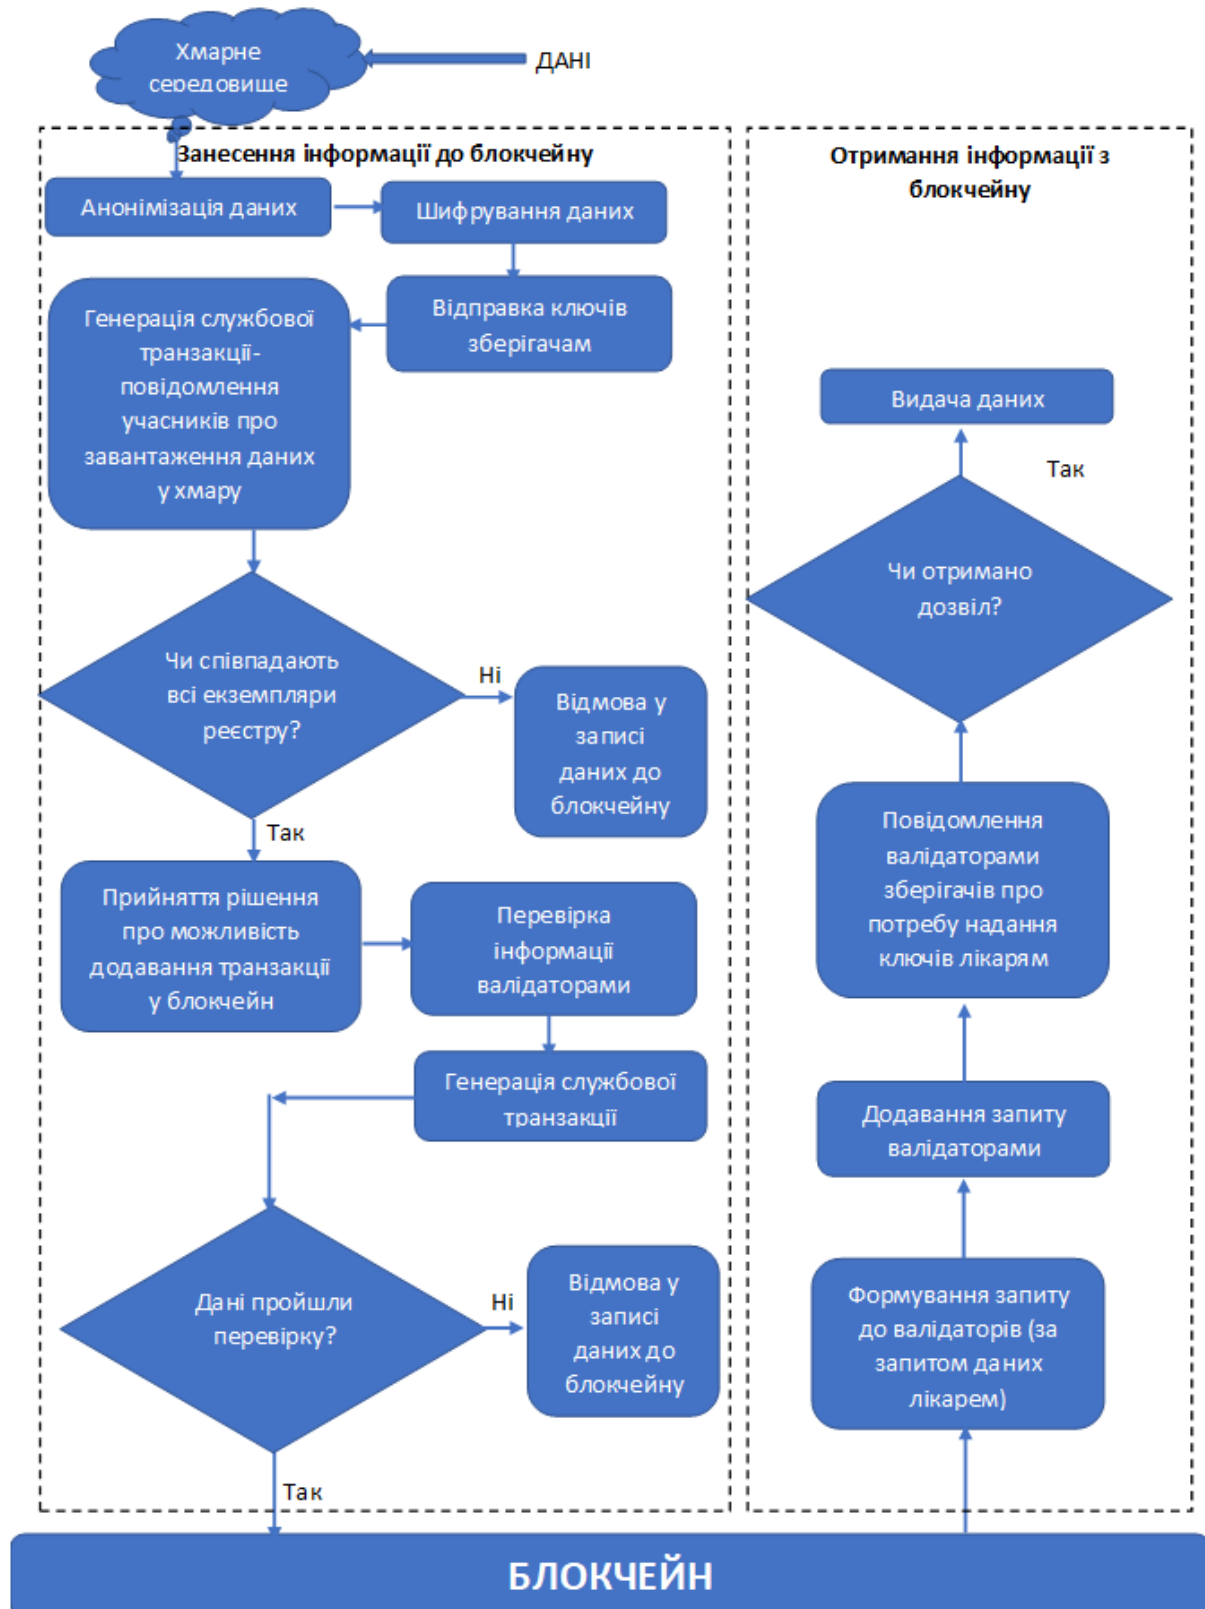 Хмарне
середовище
ДАНІ
Занесення інформації до блокчейну
Анонімізація даних
Шифрування даних
Відправка ключів
зберігачам
Генерація службової
транзакції-
повідомлення
учасників про
завантаження даних
у хмару
Чи співпадають
всі екземпляри
реєстру?
Ні
Відмова у
записі
даних до
блокчейну
Так
Прийняття рішення
про можливість
додавання транзакції
у блокчейн
Перевірка
інформації
валідаторами
Генерація службової
транзакції
Дані пройшли
перевірку?
Ні
Відмова у
записі
даних до
блокчейну
Так
Отримання інформації з
блокчейну
Видача даних
Так
Чи отримано
дозвіл?
Повідомлення
валідаторами
зберігачів про
потребу надання
ключів лікарям
Додавання запиту
валідаторами
Формування запиту
до валідаторів (за
запитом даних
лікарем)
БЛОКЧЕЙН